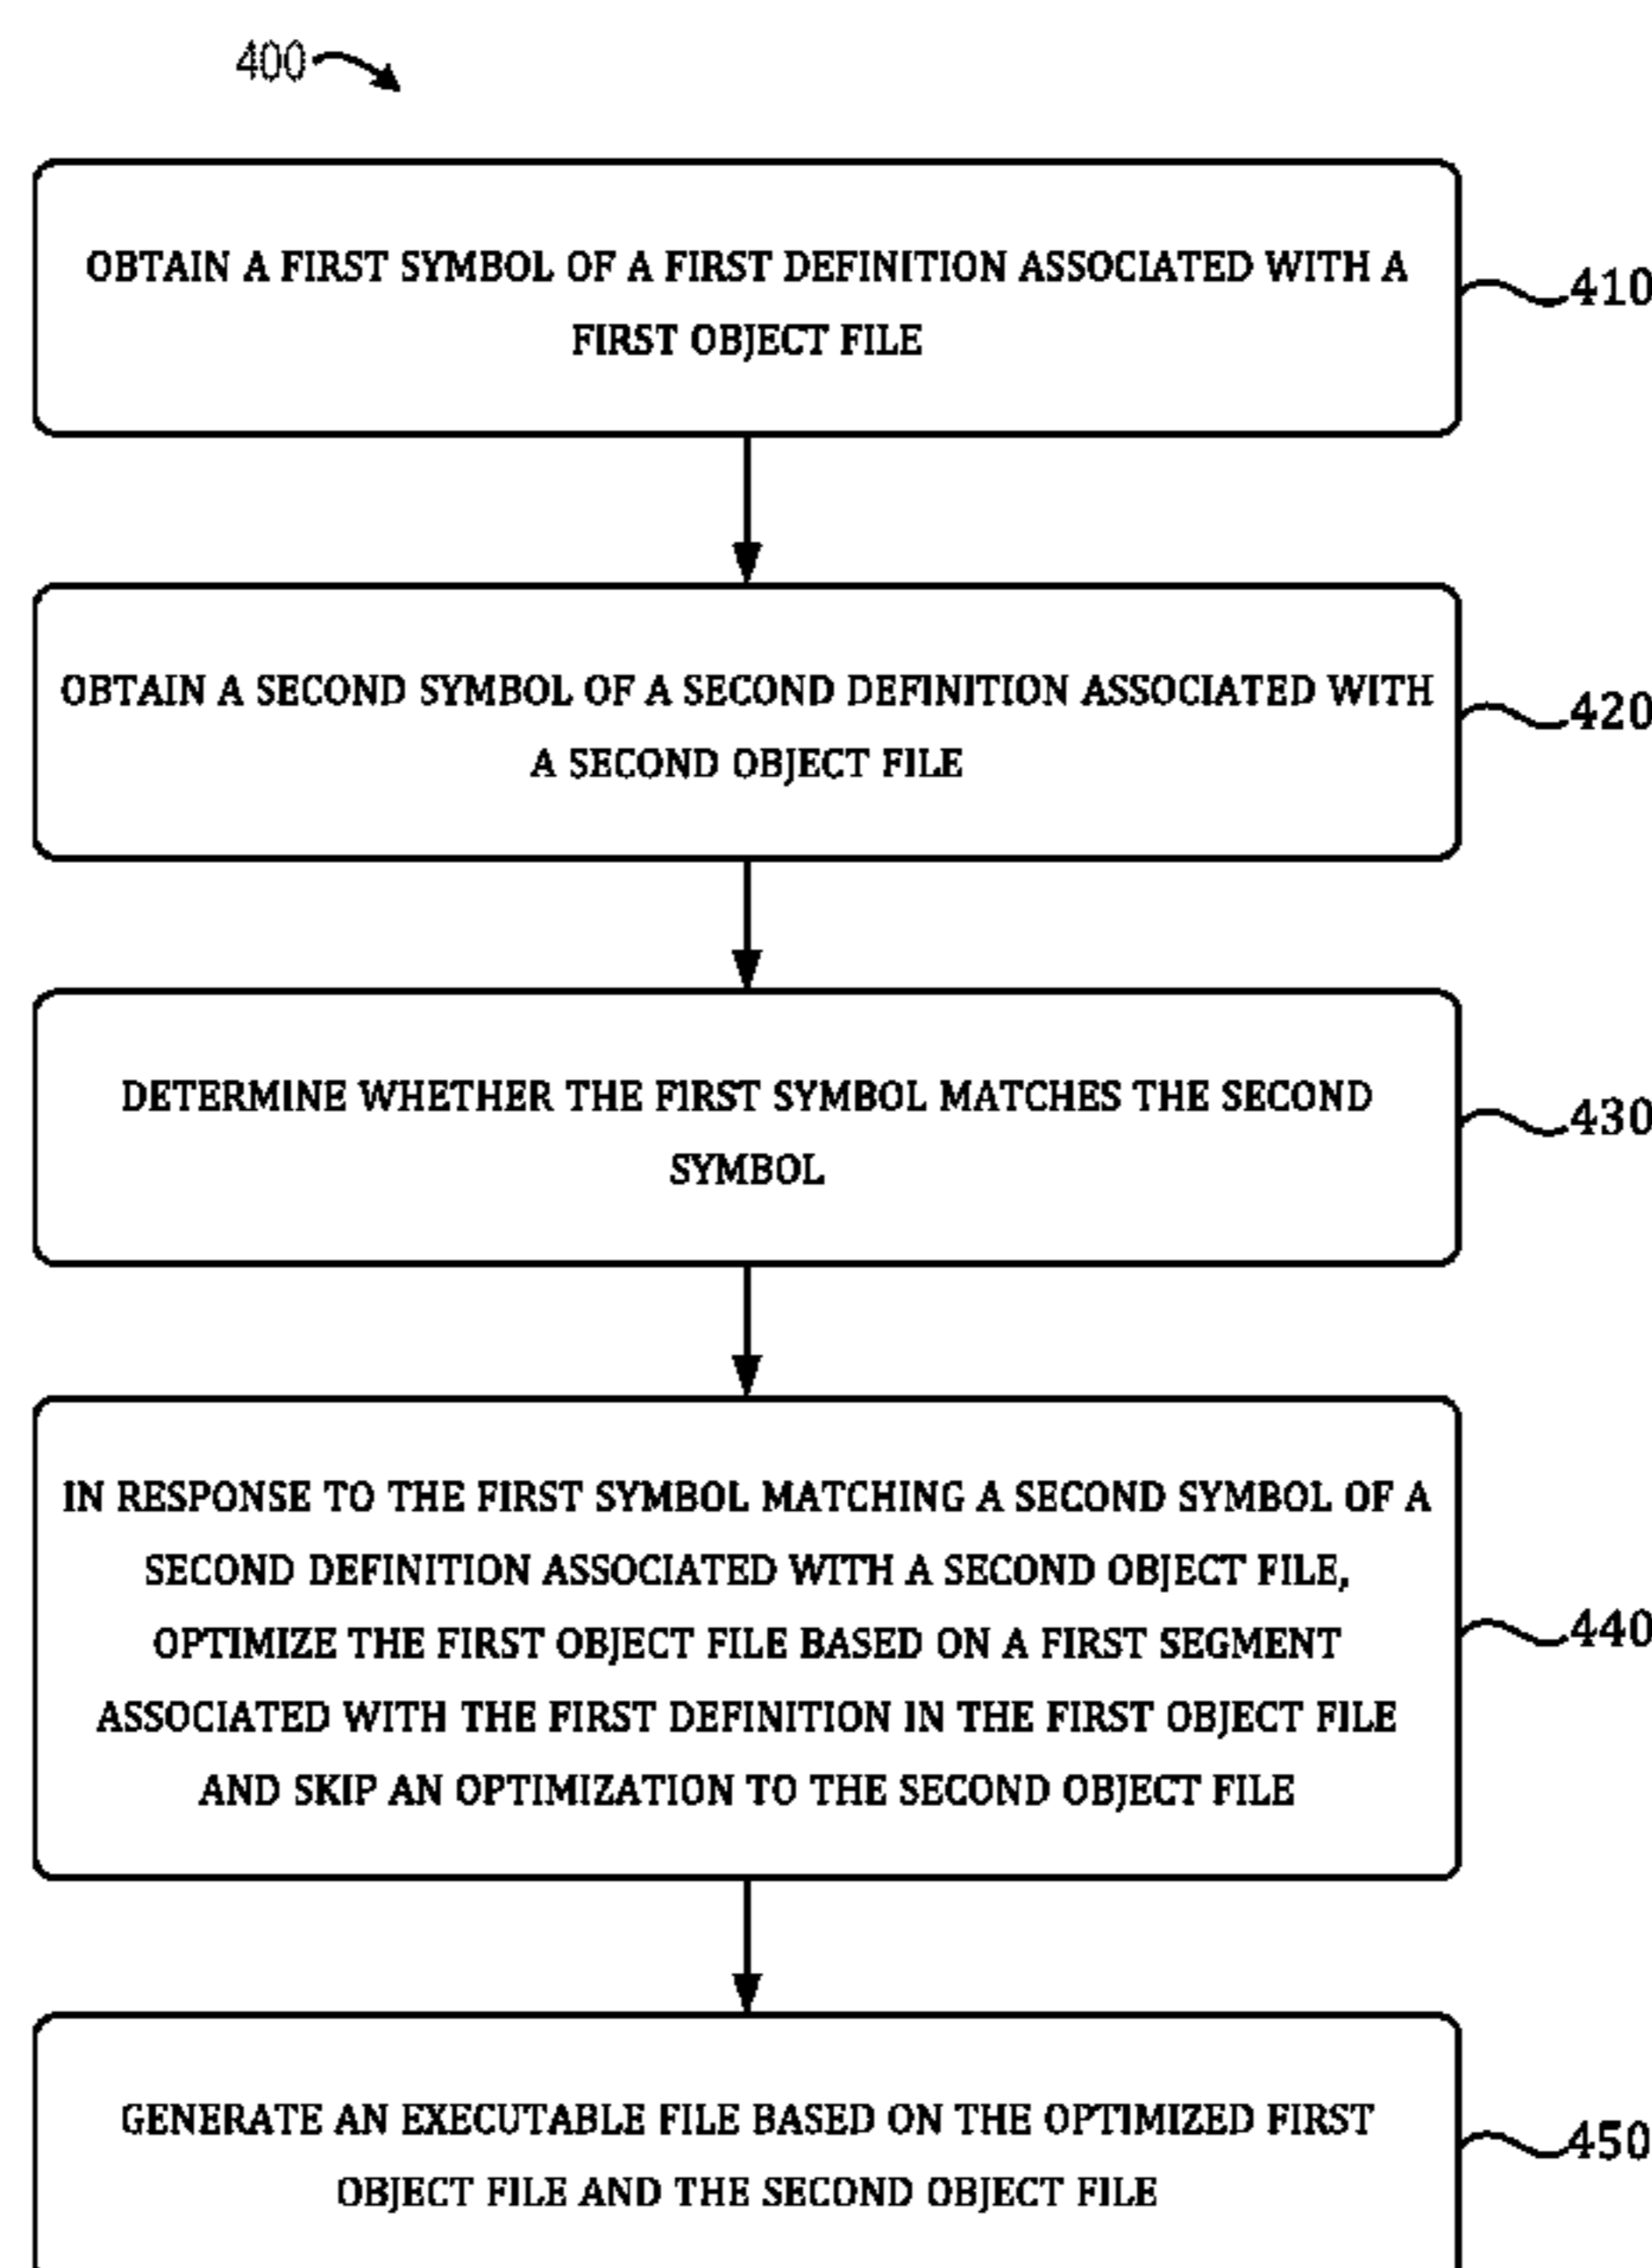 400
OBTAIN A FIRST SYMBOL OF A FIRST DEFINITION ASSOCIATED WITH A
FIRST OBJECT FILE
410
OBTAIN A SECOND SYMBOL OF A SECOND DEFINITION ASSOCIATED WITH
A SECOND OBJECT FILE
420
DETERMINE WHETHER THE FIRST SYMBOL MATCHES THE SECOND
SYMBOL
430
IN RESPONSE TO THE FIRST SYMBOL MATCHING A SECOND SYMBOL OF A
SECOND DEFINITION ASSOCIATED WITH A SECOND OBJECT FILE,
OPTIMIZE THE FIRST OBJECT FILE BASED ON A FIRST SEGMENT
ASSOCIATED WITH THE FIRST DEFINITION IN THE FIRST OBJECT FILE
AND SKIP AN OPTIMIZATION TO THE SECOND OBJECT FILE
440
GENERATE AN EXECUTABLE FILE BASED ON THE OPTIMIZED FIRST
OBJECT FILE AND THE SECOND OBJECT FILE
450